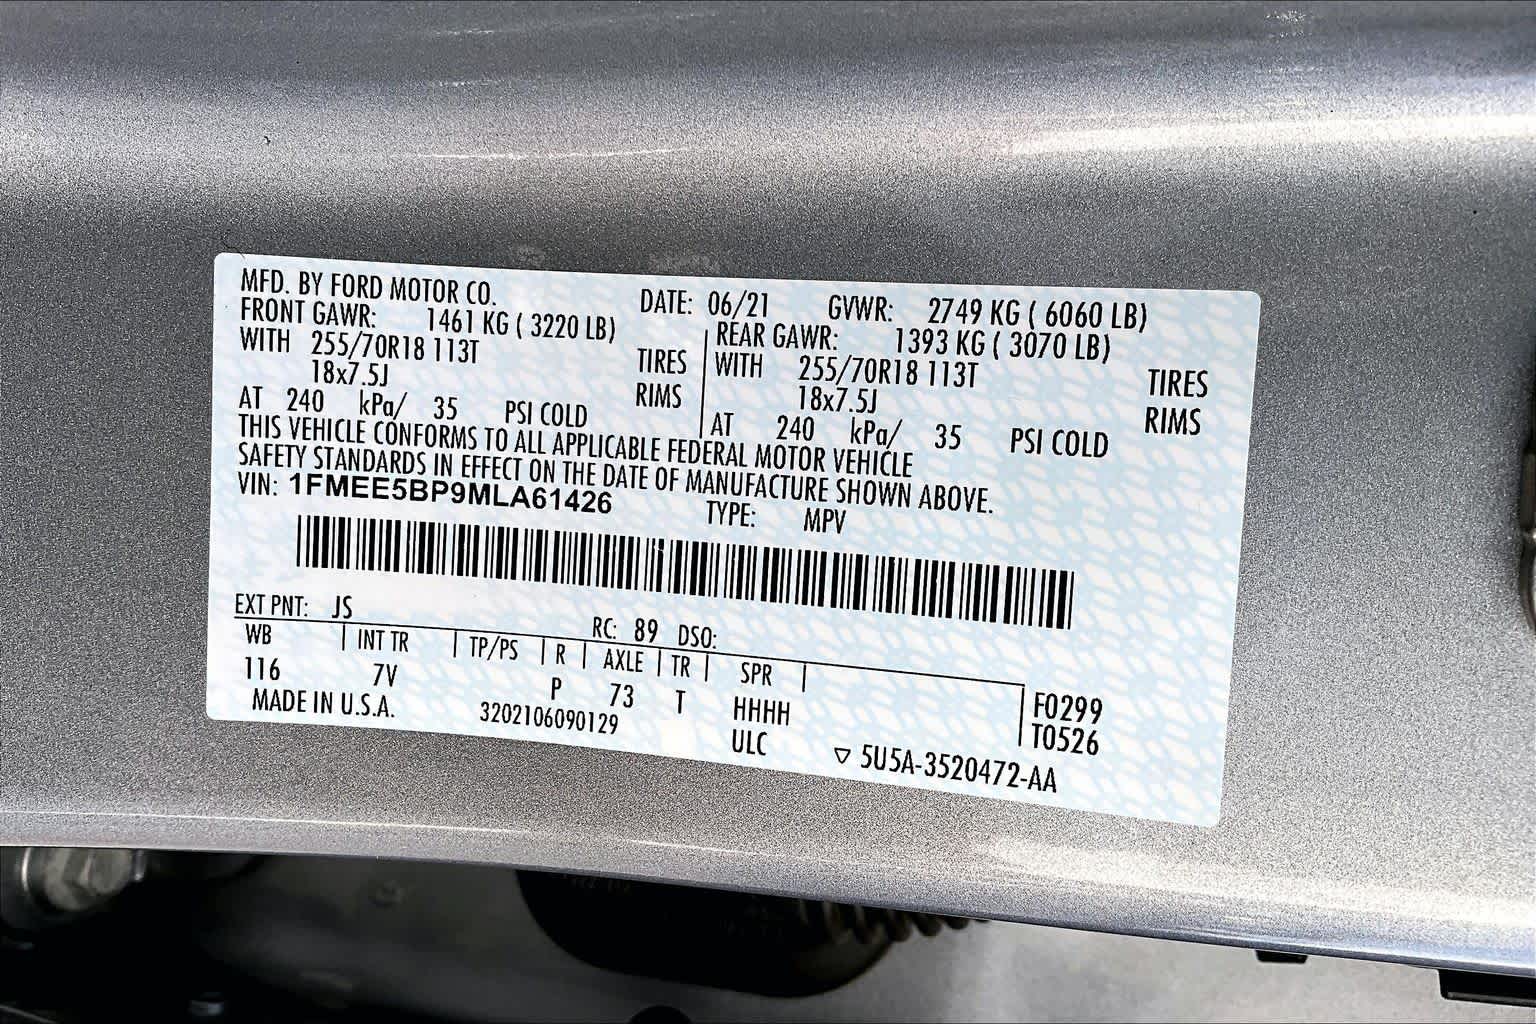 MFD. BY FORD MOTOR CO. DATE: 06/21 GVWR: 2749 KG ( 6060 LB)
FRONT GAWR: 1461 KG ( 3220 LB) REAR GAWR: 1393 KG ( 3070 LB)
WITH 255/70R18 113T TIRES WITH 255/70R18 113T TIRES
18x7.5J RIMS 18x7.5J RIMS
AT 240 kPa/ 35 PSI COLD AT 240 kPa/ 35 PSI COLD
THIS VEHICLE CONFORMS TO ALL APPLICABLE FEDERAL MOTOR VEHICLE
SAFETY STANDARDS IN EFFECT ON THE DATE OF MANUFACTURE SHOWN ABOVE.
VIN: 1FMEE5BP9MLA61426 TYPE: MPV
EXT PNT: JS RC: 89 DSO:
WB INT TR TP/PS R AXLE TR SPR
116 7V P 73 T HHHH F0299
MADE IN U.S.A. 3202106090129 ULC T0526
▽ 5U5A-3520472-AA